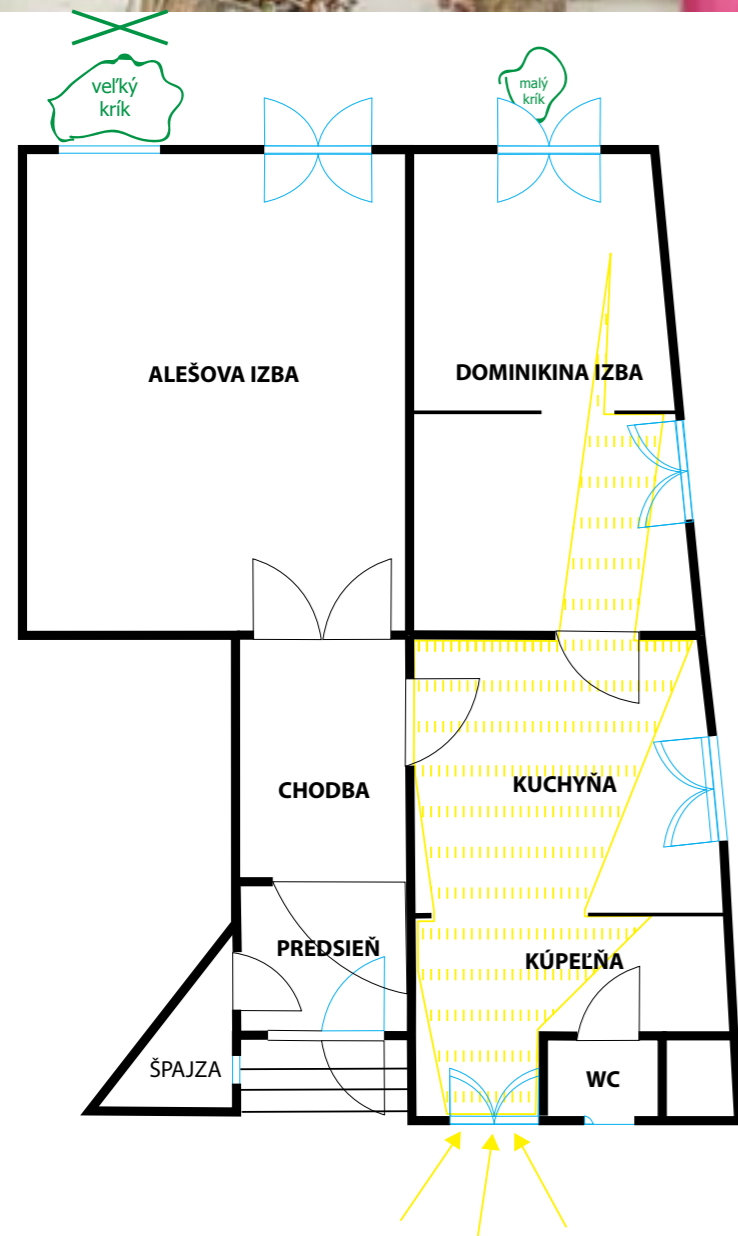 veľký
krík
malý
krík
ALEŠOVA IZBA
DOMINIKINA IZBA
CHODBA
KUCHYŇA
PREDSIEŇ
KÚPEĽŇA
ŠPAJZA
WC